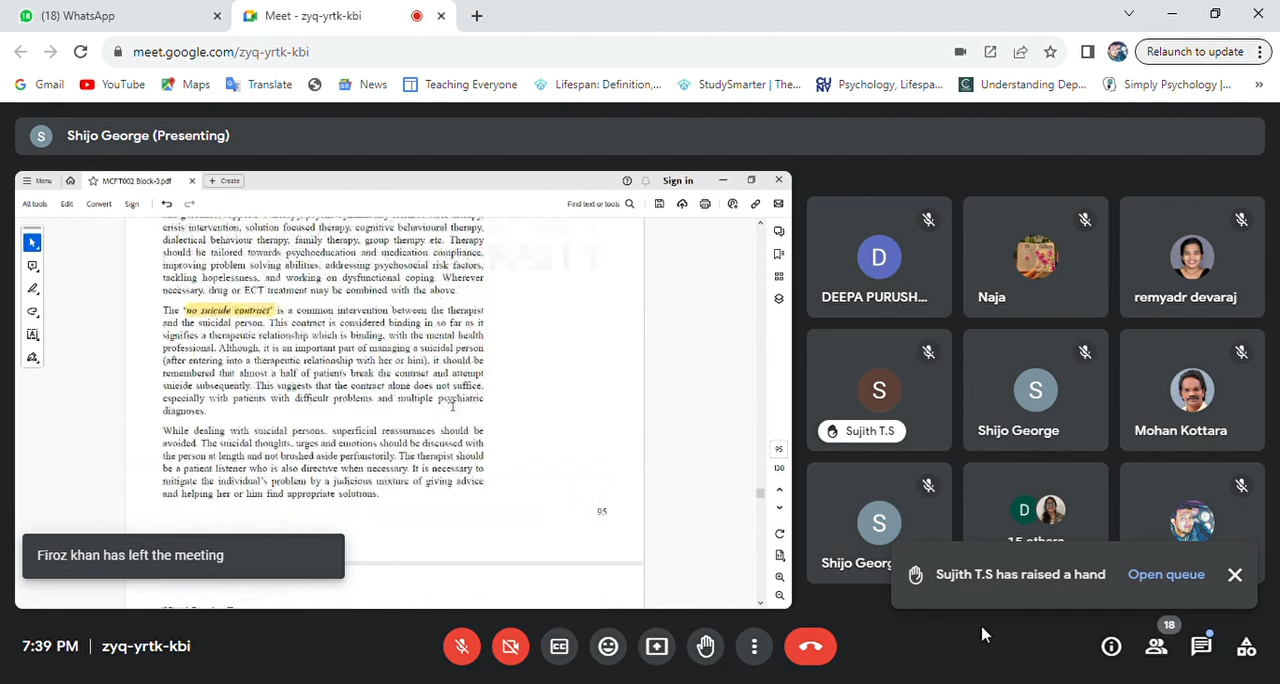 (18) WhatsApp
Meet - zyq-yrtk-kbi
meet.google.com/zyq-yrtk-kbi
Relaunch to update
Gmail
YouTube
Maps
Translate
News
Teaching Everyone
Lifespan: Definition,...
StudySmarter | The...
Psychology, Lifespa...
Understanding Dep...
Simply Psychology |...
S
Shijo George (Presenting)
Menu
MCFT002 Block-3.pdf
+ Create
Sign in
All tools
Edit
Convert
Sign
Find text or tools
crisis intervention, solution focused therapy, cognitive behavioural therapy,
dialectical behaviour therapy, family therapy, group therapy etc. Therapy
should be tailored towards psychoeducation and medication compliance,
improving problem solving abilities, addressing psychosocial risk factors,
tackling hopelessness, and working on dysfunctional coping. Wherever
necessary, drug or ECT treatment may be combined with the above.
The 'no suicide contract' is a common intervention between the therapist
and the suicidal person. This contract is considered binding in so far as it
signifies a therapeutic relationship which is binding, with the mental health
professional. Although, it is an important part of managing a suicidal person
(after entering into a therapeutic relationship with her or him), it should be
remembered that almost a half of patients break the contract and attempt
suicide subsequently. This suggests that the contract alone does not suffice,
especially with patients with difficult problems and multiple psychiatric
diagnoses.
While dealing with suicidal persons, superficial reassurances should be
avoided. The suicidal thoughts, urges and emotions should be discussed with
the person at length and not brushed aside perfunctorily. The therapist should
be a patient listener who is also directive when necessary. It is necessary to
mitigate the individual's problem by a judicious mixture of giving advice
and helping her or him find appropriate solutions.
95
95
130
Firoz khan has left the meeting
D
DEEPA PURUSH...
Naja
remyadr devaraj
S
Sujith T.S
S
Shijo George
Mohan Kottara
S
Shijo Georg
D
15 others
Sujith T.S has raised a hand
Open queue
7:39 PM | zyq-yrtk-kbi
18